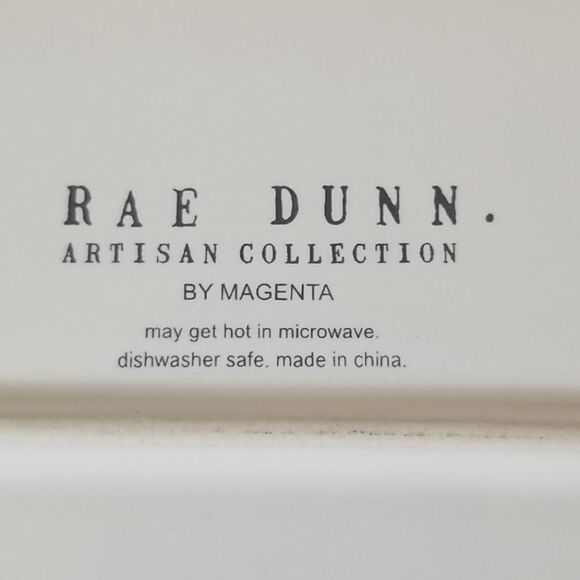 RAE DUNN.
ARTISAN COLLECTION
BY MAGENTA
may get hot in microwave.
dishwasher safe. made in china.